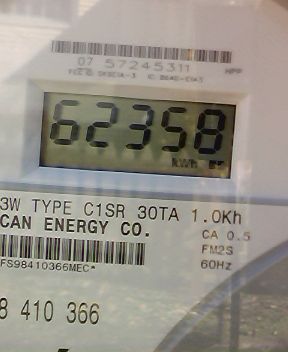 07 57245311
HPP
62358
kWh
3W TYPE C1SR 30TA 1.0Kh
CAN ENERGY CO.
CA 0.5
FM2S
FS98410366MEC*
60Hz
8 410 366